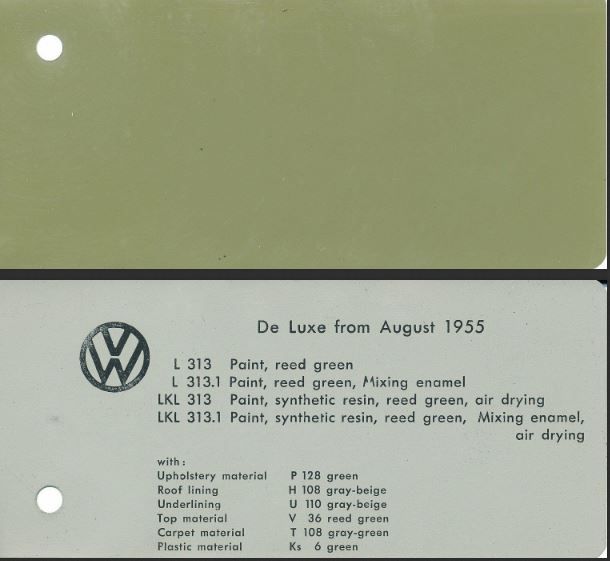 De Luxe from August 1955
L 313 Paint, reed green
L 313.1 Paint, reed green, Mixing enamel
LKL 313 Paint, synthetic resin, reed green, air drying
LKL 313.1 Paint, synthetic resin, reed green, Mixing enamel,
air drying
with:
Upholstery material P 128 green
Roof lining H 108 gray-beige
Underlining U 110 gray-beige
Top material V 36 reed green
Carpet material T 108 gray-green
Plastic material Ks 6 green